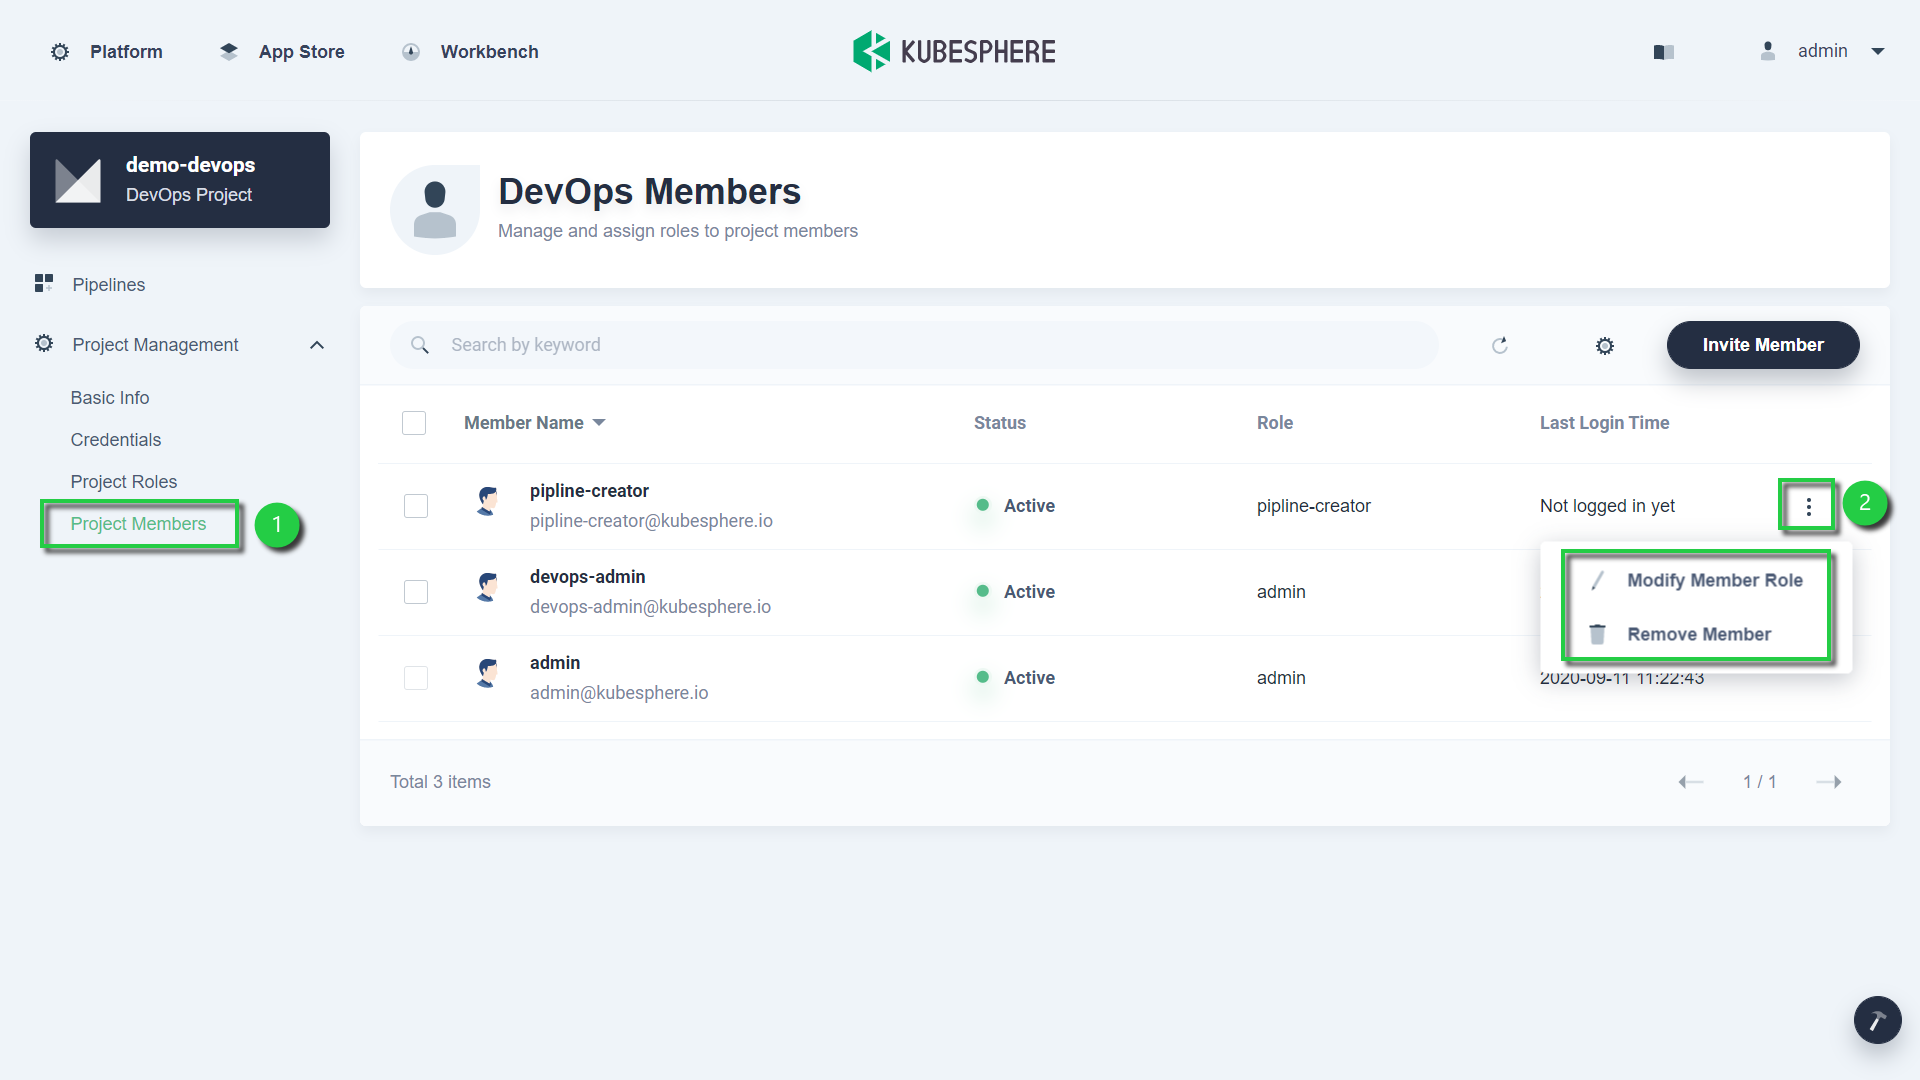 Platform
App Store
Workbench
KUBESPHERE
admin
demo-devops
DevOps Project
Pipelines
Project Management
Basic Info
Credentials
Project Roles
Project Members
1
DevOps Members
Manage and assign roles to project members
Search by keyword
Invite Member
Member Name
Status
Role
Last Login Time
pipline-creator
pipline-creator@kubesphere.io
Active
pipline-creator
Not logged in yet
2
Modify Member Role
Remove Member
devops-admin
devops-admin@kubesphere.io
Active
admin
admin
admin@kubesphere.io
Active
admin
2020-09-11 11:22:43
Total 3 items
1 / 1